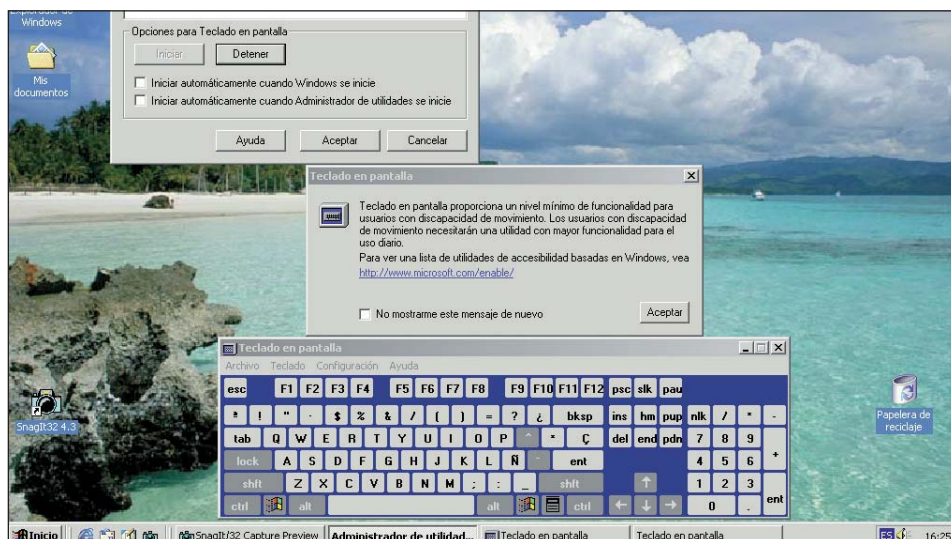 Explorador de
Windows
Mis
documentos
Opciones para Teclado en pantalla
Iniciar
Detener
Iniciar automáticamente cuando Windows se inicie
Iniciar automáticamente cuando Administrador de utilidades se inicie
Ayuda
Aceptar
Cancelar
Teclado en pantalla
Teclado en pantalla proporciona un nivel mínimo de funcionalidad para
usuarios con discapacidad de movimiento. Los usuarios con discapacidad
de movimiento necesitarán una utilidad con mayor funcionalidad para el
uso diario.
Para ver una lista de utilidades de accesibilidad basadas en Windows, vea
http://www.microsoft.com/enable/
No mostrarme este mensaje de nuevo
Aceptar
Teclado en pantalla
Archivo Teclado Configuración Ayuda
esc F1 F2 F3 F4 F5 F6 F7 F8 F9 F10 F11 F12 psc slk pau
ª ! " · $ % & / ( ) = ? ¿ bksp ins hm pup nlk / * -
tab Q W E R T Y U I O P ^ * Ç del end pdn 7 8 9 +
lock A S D F G H J K L Ñ ¨ ent 4 5 6
shft Z X C V B N M ; : _ shft ↑ 1 2 3 ent
ctrl alt alt ctrl ← ↓ → 0 .
SnagIt32 4.3
Papelera de
reciclaje
Inicio SnagIt/32 Capture Preview Administrador de utilidad... Teclado en pantalla Teclado en pantalla ES